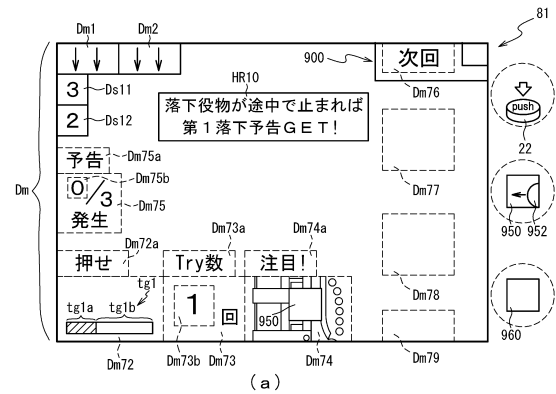 Dm1
Dm2
81
900
次回
Dm76
HR10
3
Ds11
2
Ds12
落下役物が途中で止まれば
第1落下予告GET!
push
22
Dm
予告
Dm75a
Dm75b
0/3
Dm75
発生
Dm77
950
952
Dm72a
Dm73a
Dm74a
押せ
Try数
注目!
Dm78
tg1
tg1a
tg1b
1
回
950
960
Dm72
Dm73b
Dm73
Dm74
Dm79
(a)